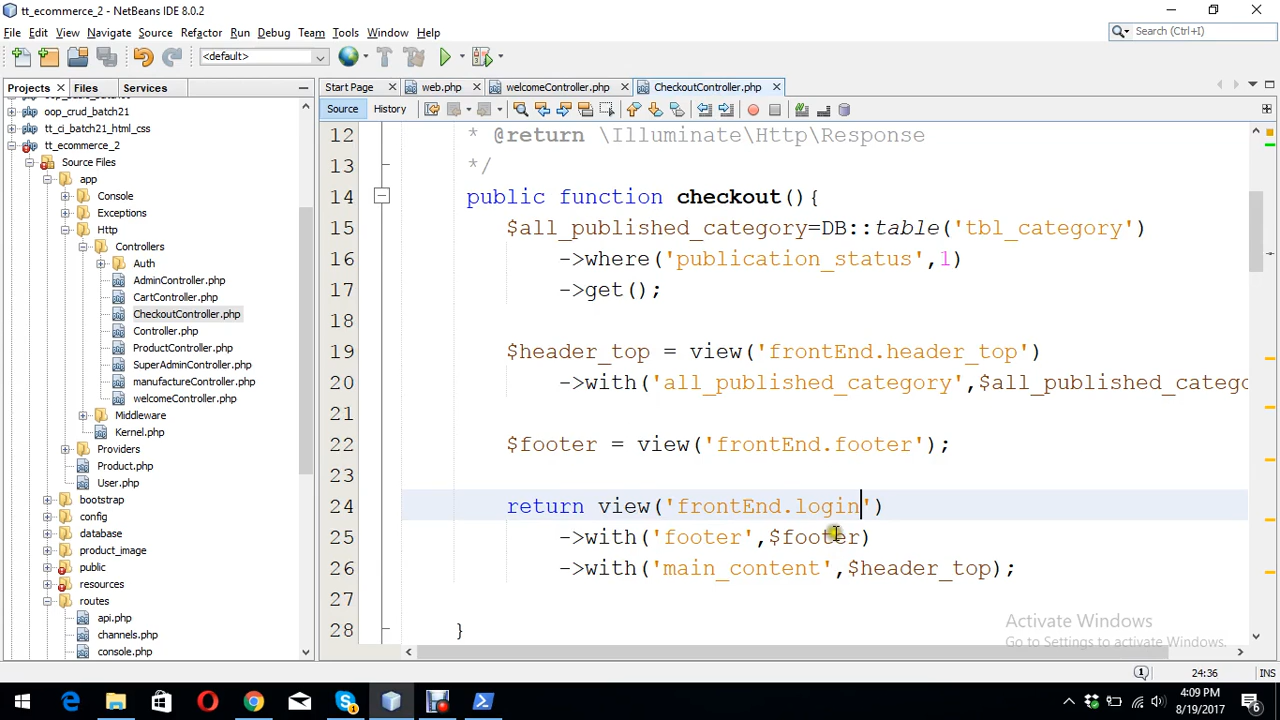 tt_ecommerce_2 - NetBeans IDE 8.0.2
File Edit View Navigate Source Refactor Run Debug Team Tools Window Help
Search (Ctrl+I)
<default>
Projects Files Services
Start Page web.php welcomeController.php CheckoutController.php
Source History
oop_crud_batch21
tt_ci_batch21_html_css
tt_ecommerce_2
Source Files
app
Console
Exceptions
Http
Controllers
Auth
AdminController.php
CartController.php
CheckoutController.php
Controller.php
ProductController.php
SuperAdminController.php
manufactureController.php
welcomeController.php
Middleware
Kernel.php
Providers
Product.php
User.php
bootstrap
config
database
product_image
public
resources
routes
api.php
channels.php
console.php
12 * @return \Illuminate\Http\Response
13 */
14 public function checkout(){
15 $all_published_category=DB::table('tbl_category')
16 ->where('publication_status',1)
17 ->get();
18
19 $header_top = view('frontEnd.header_top')
20 ->with('all_published_category',$all_published_catego
21
22 $footer = view('frontEnd.footer');
23
24 return view('frontEnd.login')
25 ->with('footer',$footer)
26 ->with('main_content',$header_top);
27
28 }
Activate Windows
Go to Settings to activate Windows.
1 24:36 INS
4:09 PM
8/19/2017
6